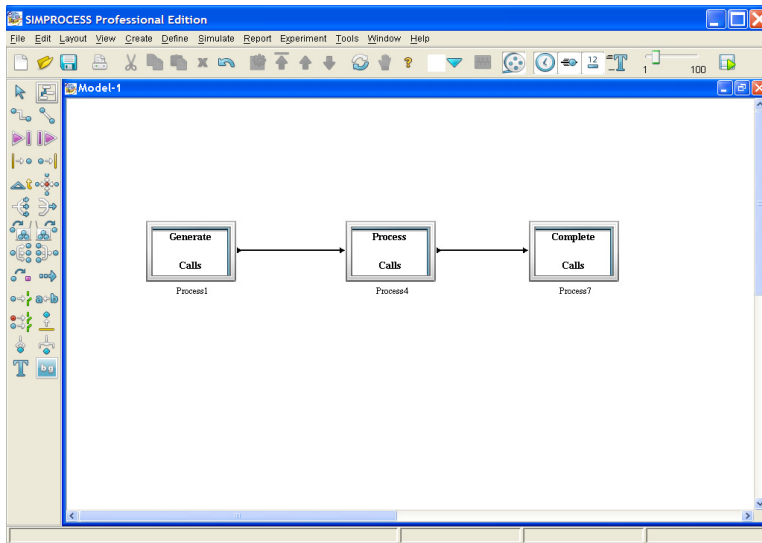 SIMPROCESS Professional Edition
File Edit Layout View Create Define Simulate Report Experiment Tools Window Help
12 T 1 100
Model-1
Generate
Calls
Process1
Process
Calls
Process4
Complete
Calls
Process7
a b
T bg